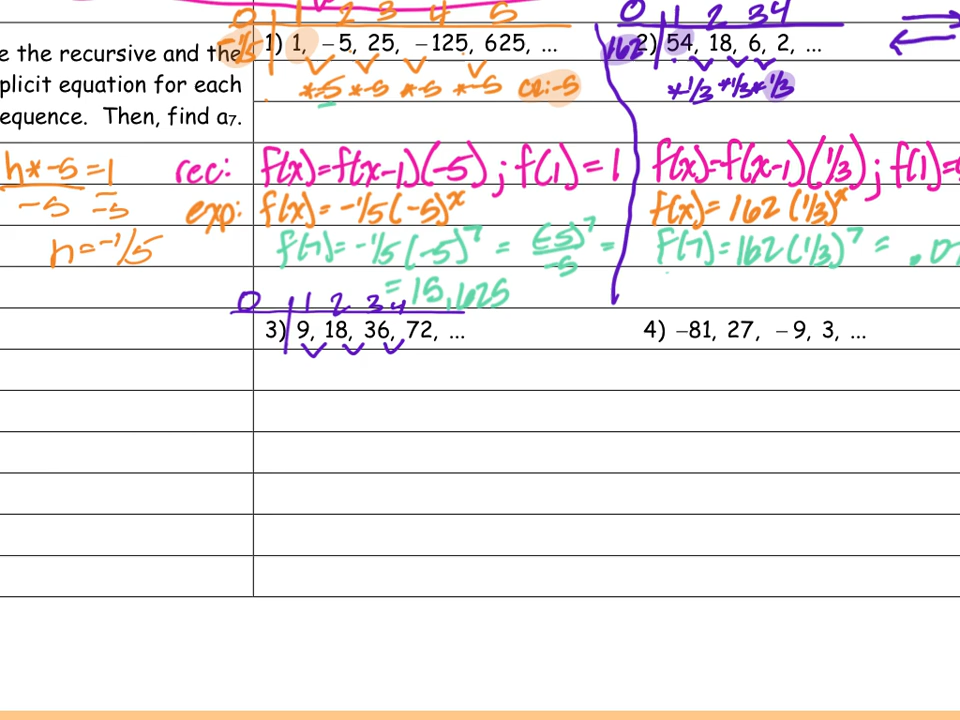 0 1 2 3 4 5
0 1 2 3 4
-1/5 1) 1, −5, 25, −125, 625, ...
162 2) 54, 18, 6, 2, ...
e the recursive and the
plicit equation for each
equence. Then, find a₇.
*-5 *-5 *-5 *-5 CR:-5
*1/3 *1/3 * 1/3
n * -5 = 1
-5 -5
n = -1/5
rec: f(x)=f(x-1)(-5); f(1)=1
exp: f(x)= -1/5(-5)^x
f(7)= -1/5(-5)^7 = (-5)^7/-5 =
= 15,625
f(x)=f(x-1)(1/3); f(1)=
f(x)= 162(1/3)^x
f(7)=162(1/3)^7 = .07
0 1 2 3 4
3) 9, 18, 36, 72, ...
4) −81, 27, −9, 3, ...